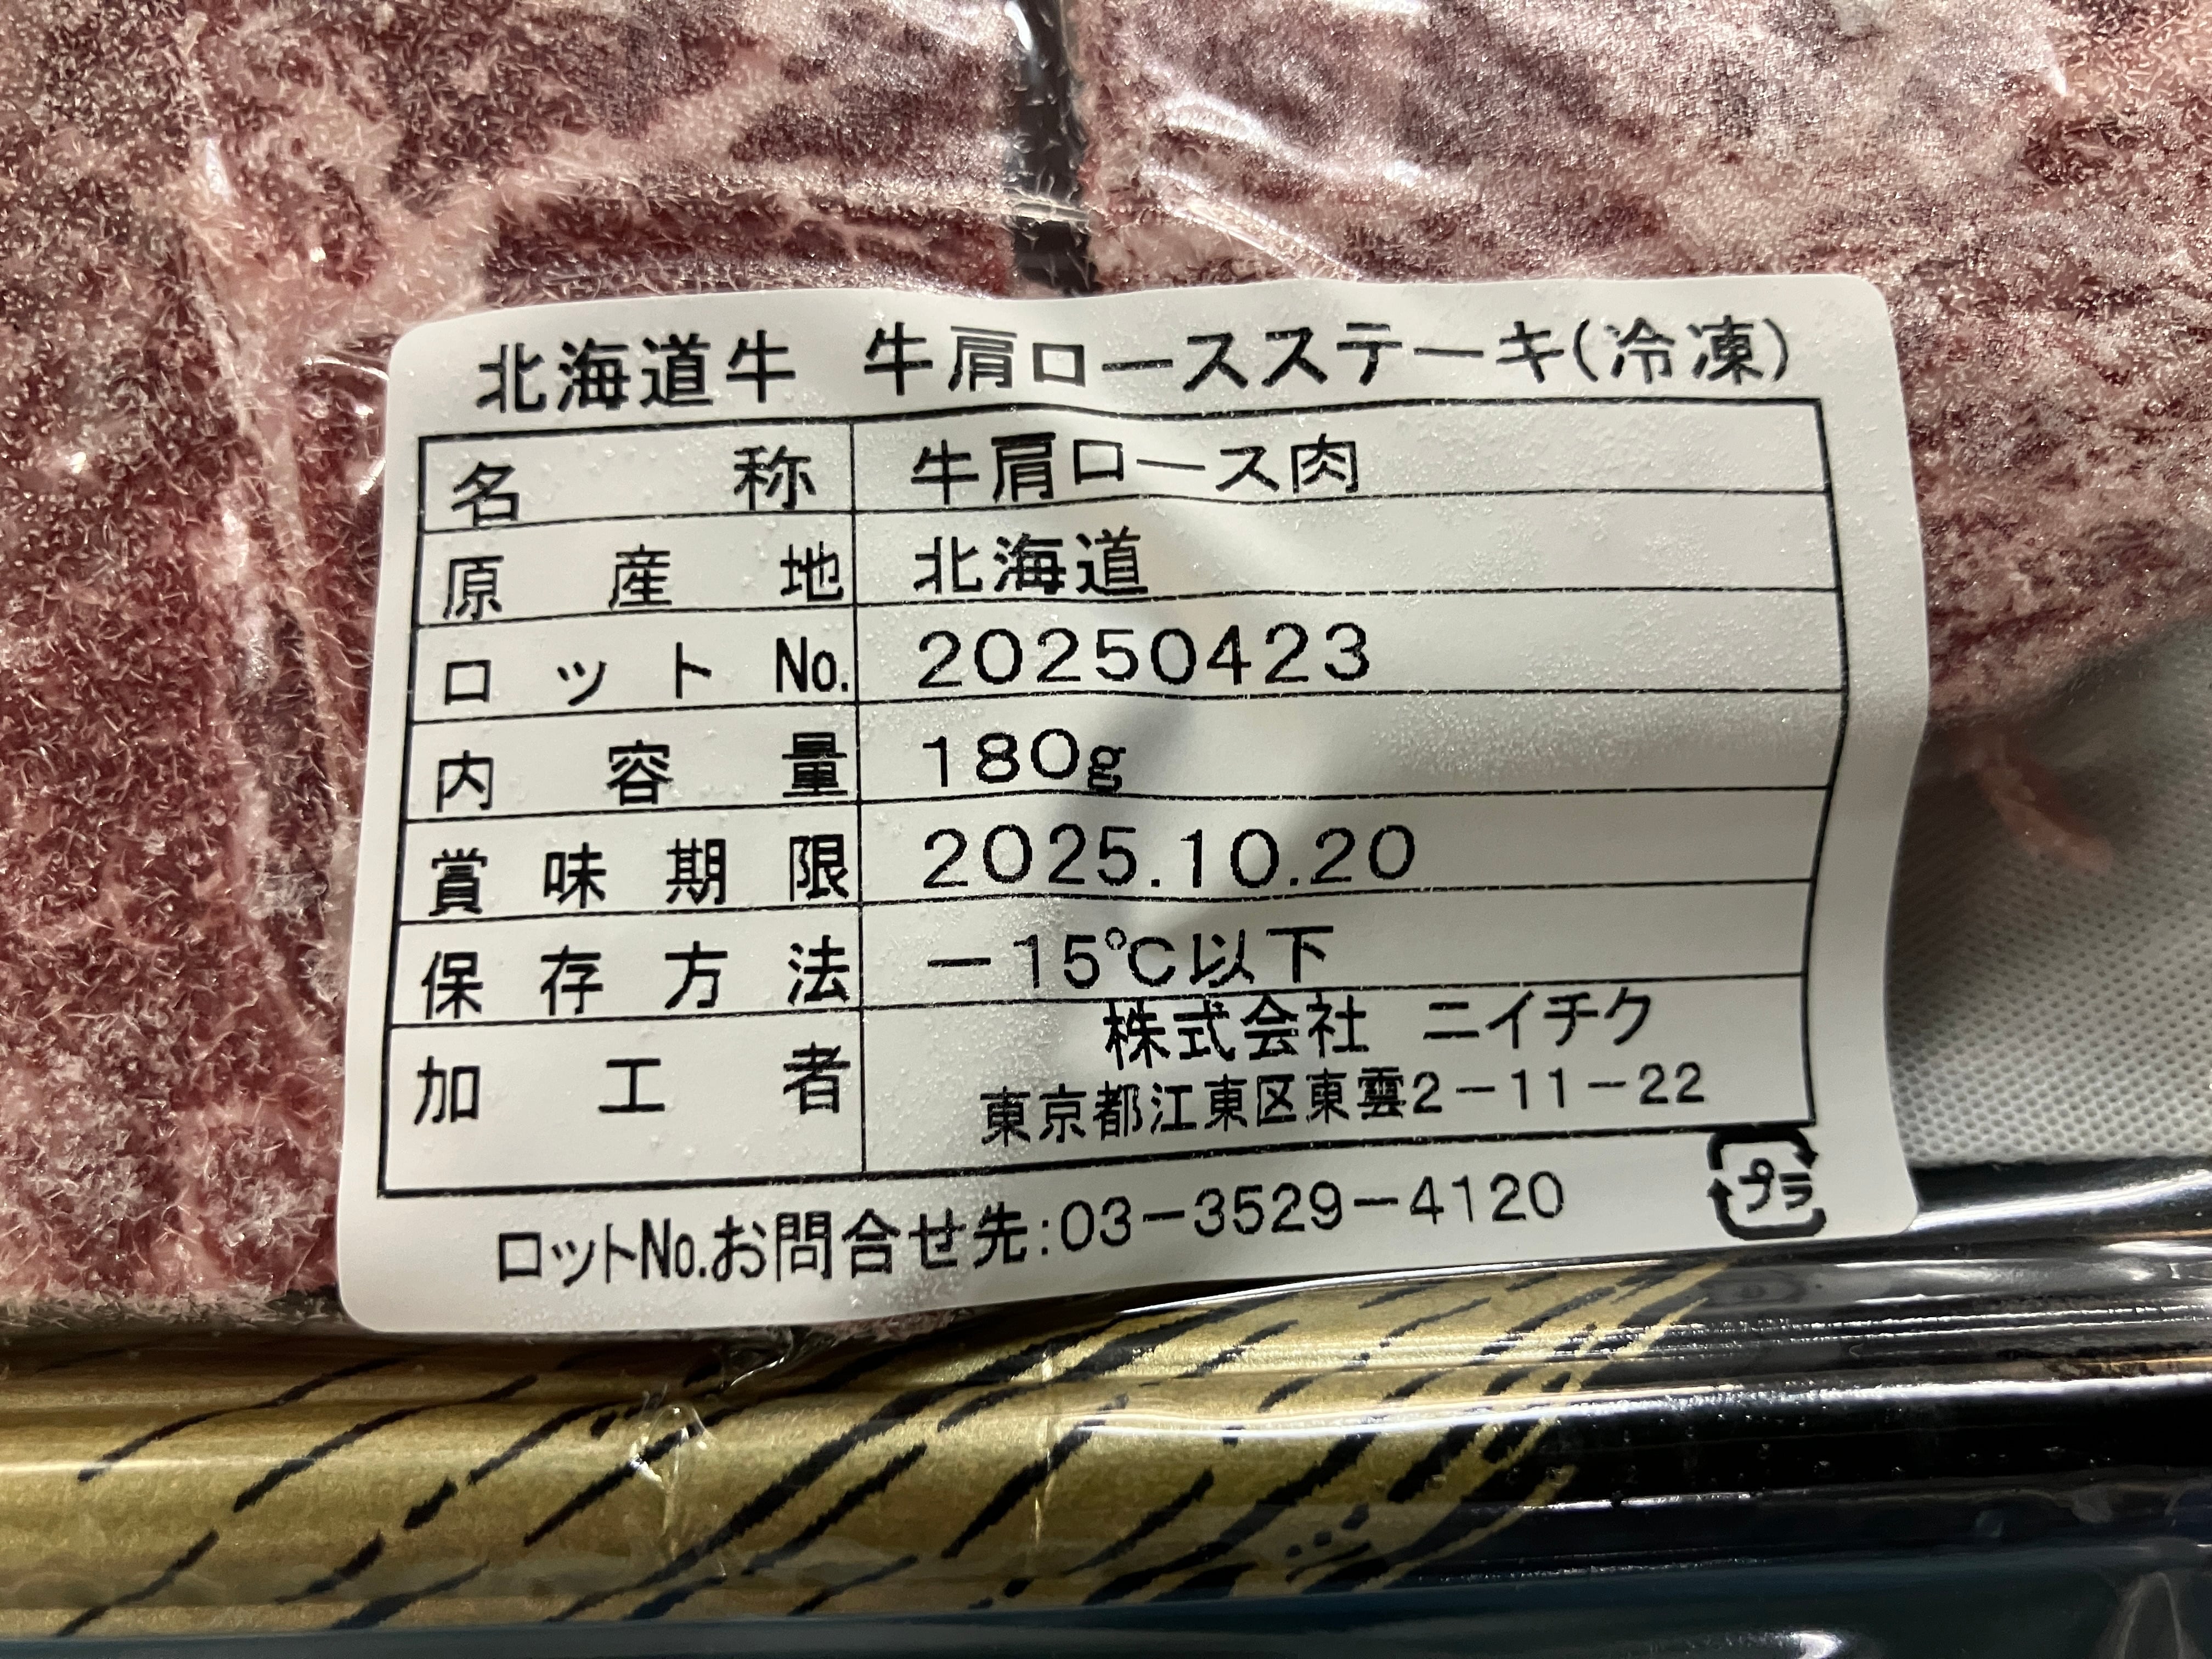 北海道牛　牛肩ロースステーキ(冷凍)
名称　牛肩ロース肉
原産地　北海道
ロットNo.　20250423
内容量　180g
賞味期限　2025.10.20
保存方法　－15℃以下
加工者　株式会社　ニイチク
東京都江東区東雲2－11－22
プラ
ロットNo.お問合せ先:03－3529－4120